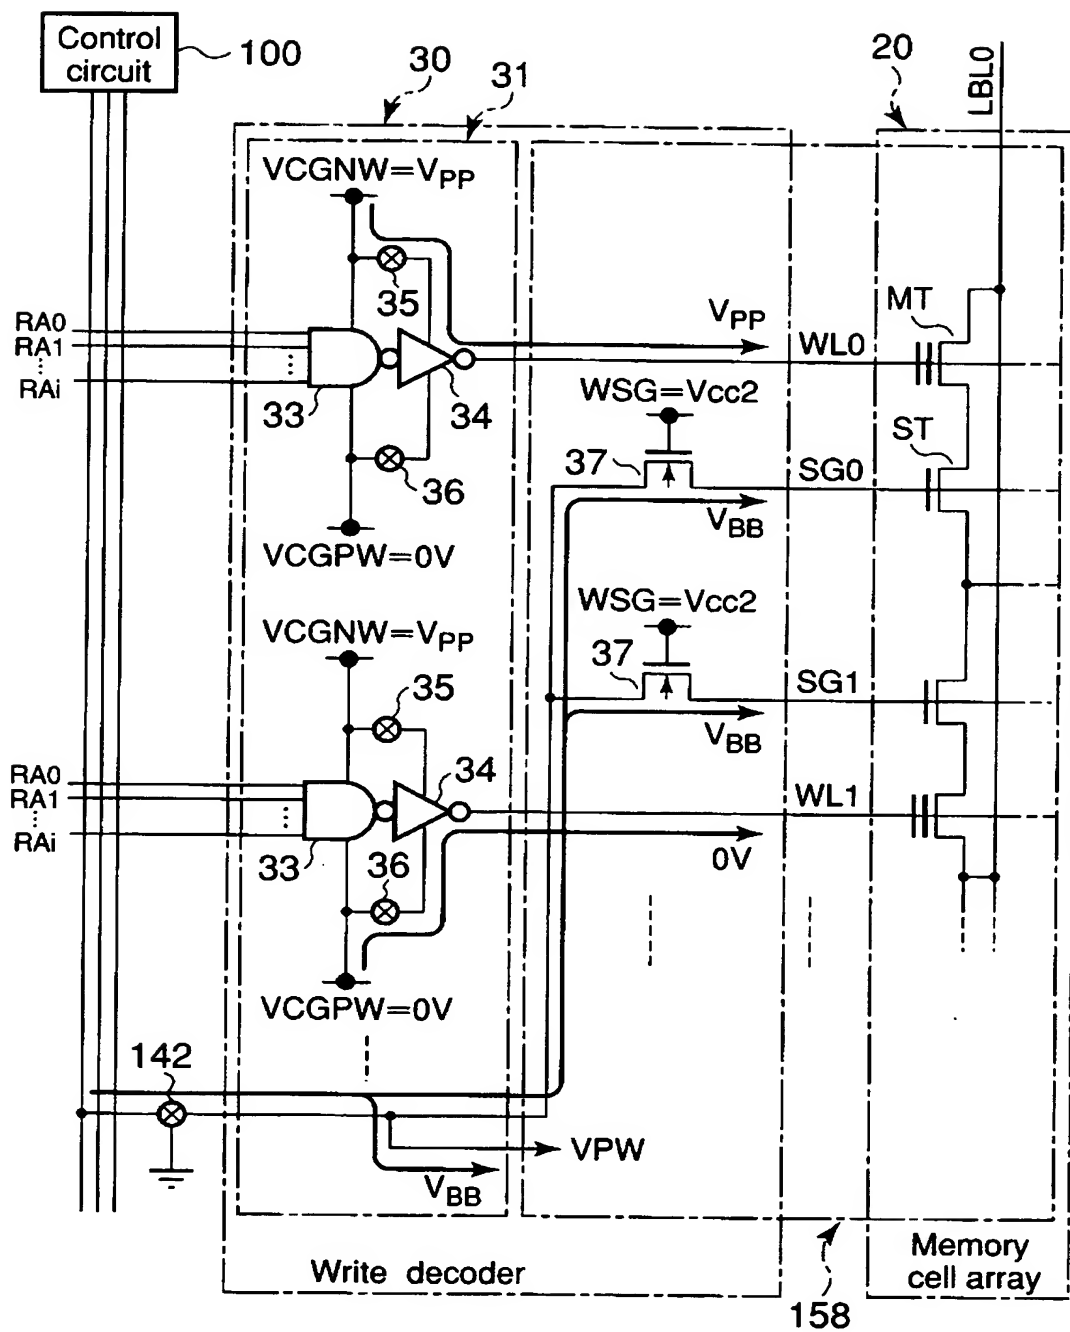 Control
circuit
100
30
31
20
LBL0
VCGNW=VPP
35
MT
RA0
RA1
RAi
VPP
WL0
33
34
WSG=Vcc2
ST
37
SG0
36
VBB
VCGPW=0V
WSG=Vcc2
VCGNW=VPP
37
SG1
35
VBB
34
RA0
RA1
RAi
WL1
33
36
0V
VCGPW=0V
142
VPW
VBB
Write decoder
Memory
cell array
158